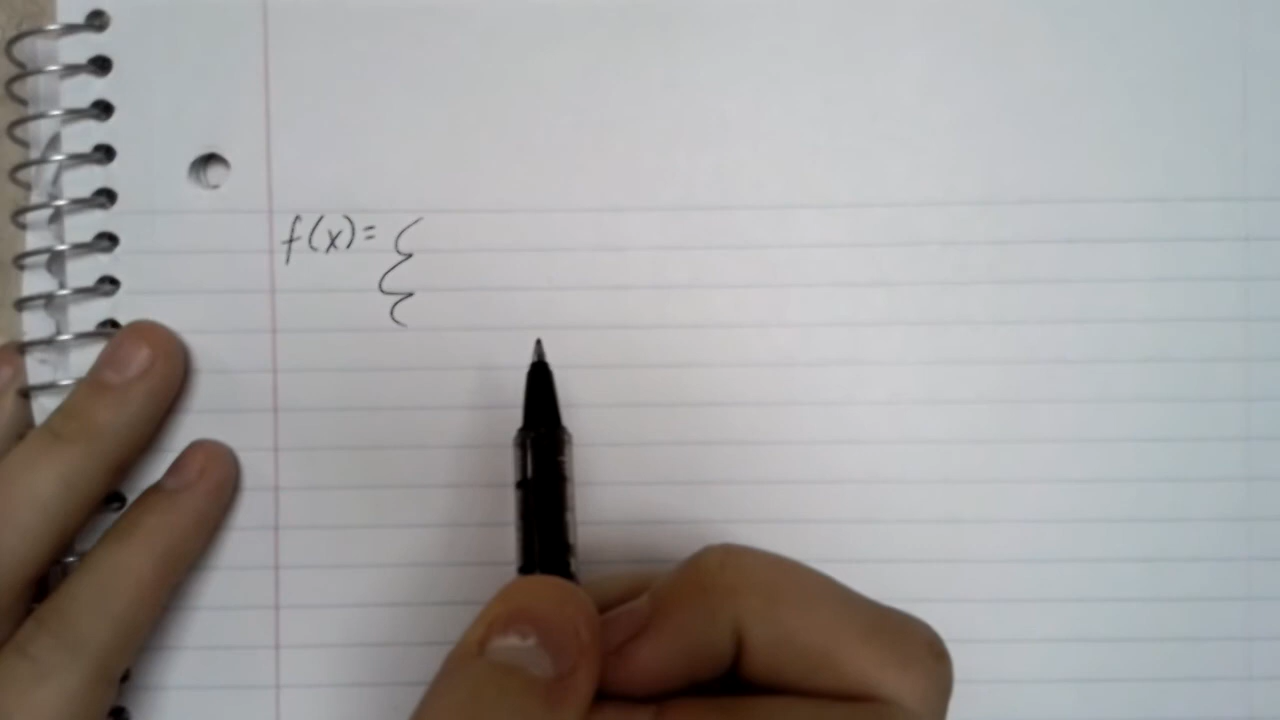 f(x)= {